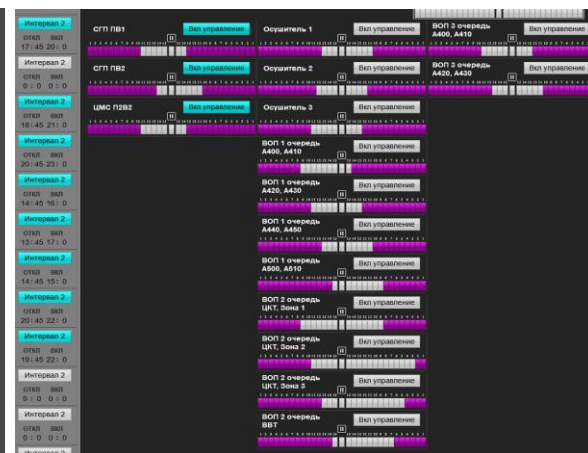 Интервал 2
откл вкл
17:45 20: 0
Интервал 2
откл вкл
0: 0 0: 0
Интервал 2
откл вкл
18:45 21: 0
Интервал 2
откл вкл
20:45 23: 0
Интервал 2
откл вкл
14:45 16: 0
Интервал 2
откл вкл
13:45 17: 0
Интервал 2
откл вкл
14:45 15: 0
Интервал 2
откл вкл
20:45 22: 0
Интервал 2
откл вкл
19:45 22: 0
Интервал 2
откл вкл
0: 0 0: 0
Интервал 2
откл вкл
0: 0 0: 0
Интервал 2
СГП ПВ1
Вкл управление
СГП ПВ2
Вкл управление
ЦМС П2В2
Вкл управление
Осушитель 1
Вкл управление
Осушитель 2
Вкл управление
Осушитель 3
Вкл управление
ВОП 1 очередь
А400, А410
Вкл управление
ВОП 1 очередь
А420, А430
Вкл управление
ВОП 1 очередь
А440, А450
Вкл управление
ВОП 1 очередь
А500, А510
Вкл управление
ВОП 2 очередь
ЦКТ, Зона 1
Вкл управление
ВОП 2 очередь
ЦКТ, Зона 2
Вкл управление
ВОП 2 очередь
ЦКТ, Зона 3
Вкл управление
ВОП 2 очередь
ВВТ
Вкл управление
ВОП 3 очередь
А400, А410
Вкл управление
ВОП 3 очередь
А420, А430
Вкл управление